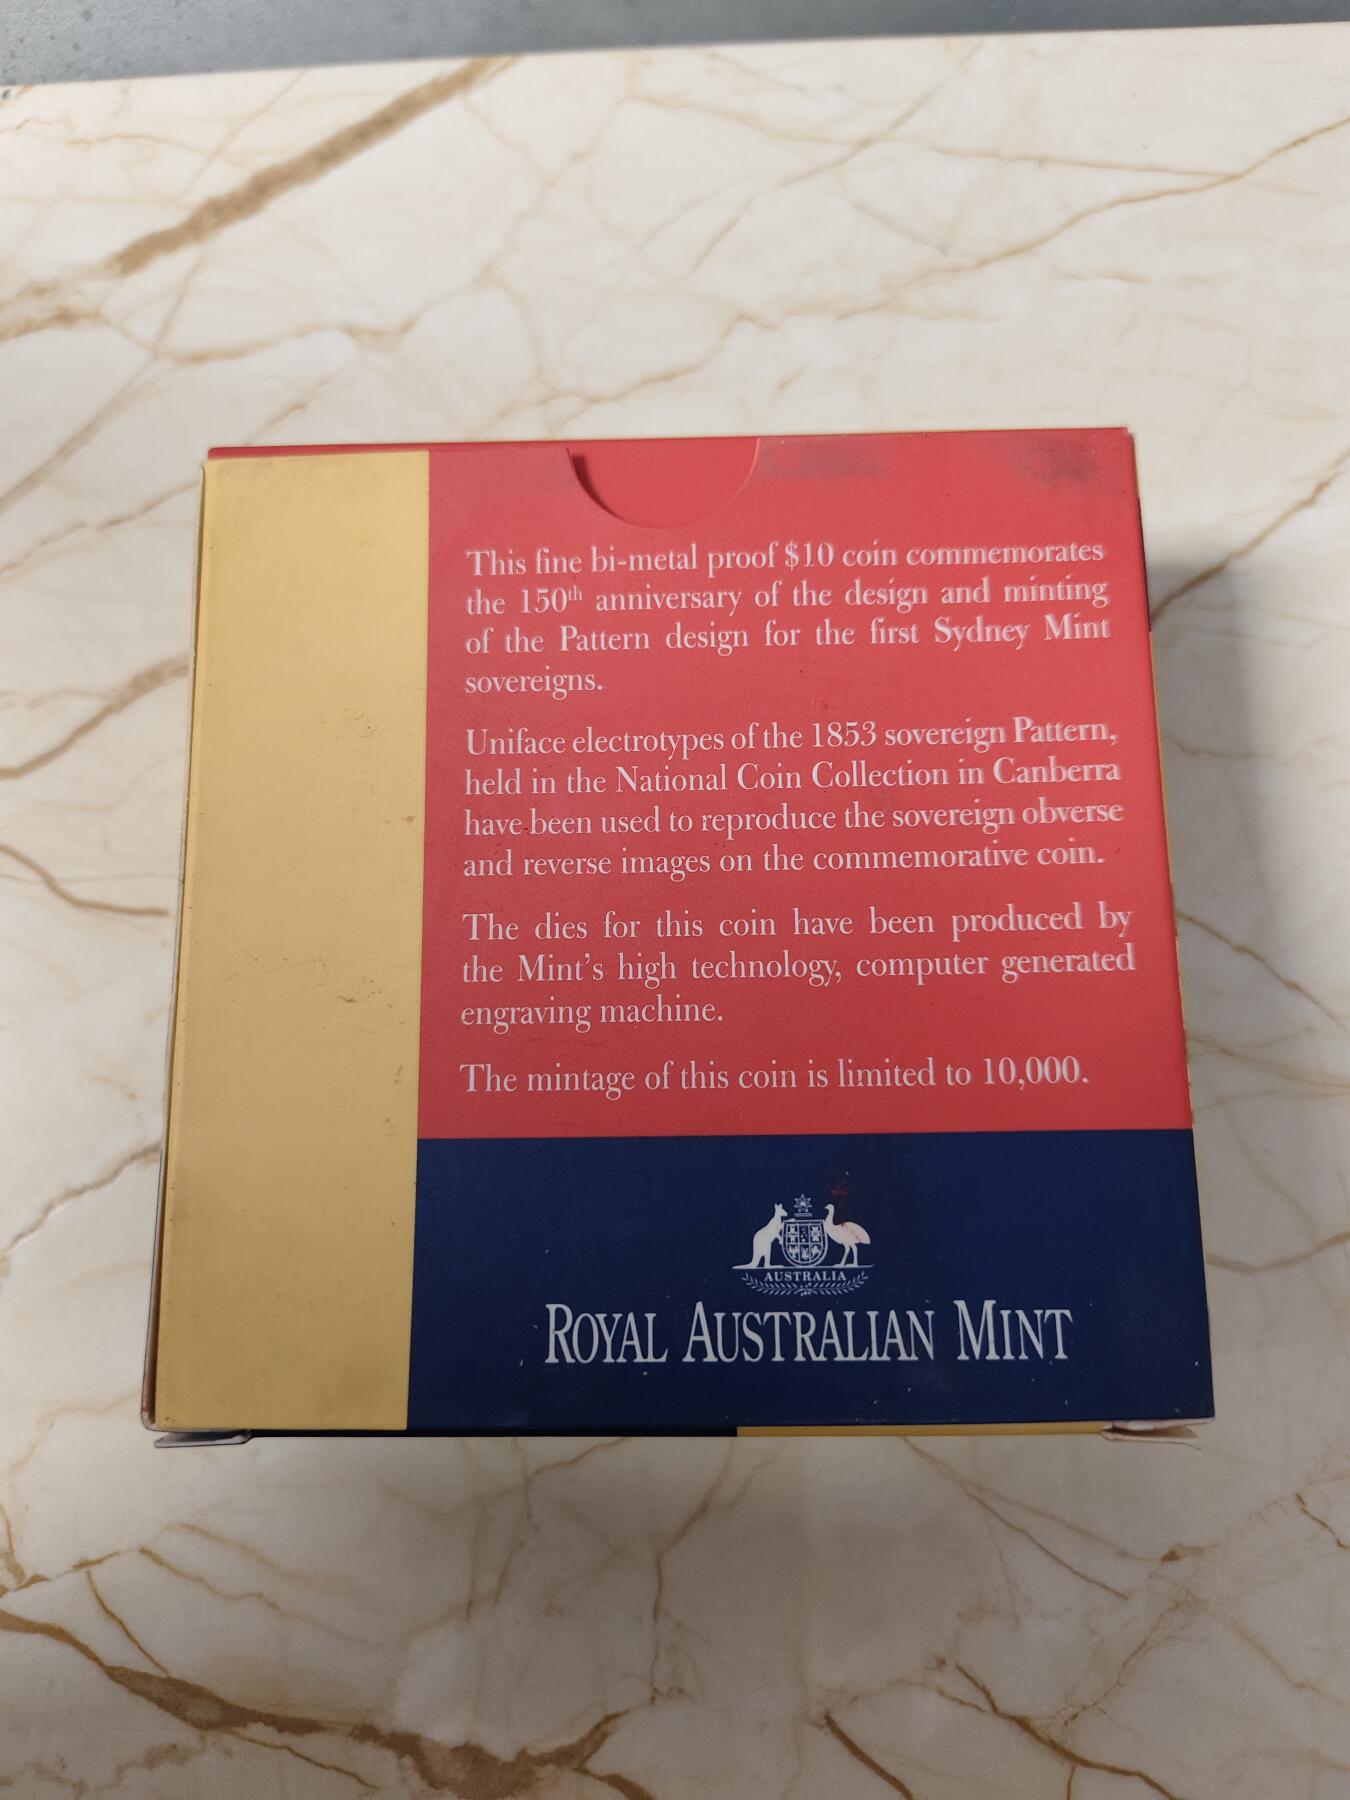 This fine bi-metal proof $10 coin commemorates
the 150th anniversary of the design and minting
of the Pattern design for the first Sydney Mint
sovereigns.
Uniface electrotypes of the 1853 sovereign Pattern,
held in the National Coin Collection in Canberra
have been used to reproduce the sovereign obverse
and reverse images on the commemorative coin.
The dies for this coin have been produced by
the Mint's high technology, computer generated
engraving machine.
The mintage of this coin is limited to 10,000.
AUSTRALIA
ROYAL AUSTRALIAN MINT